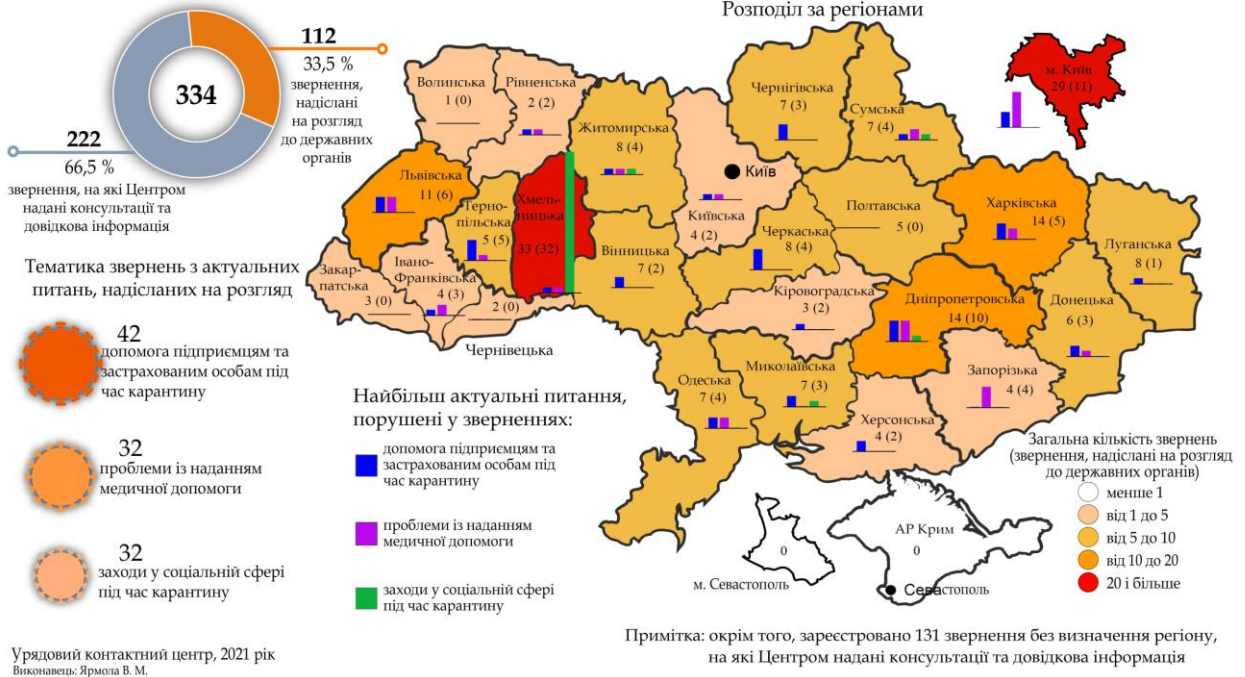 Розподіл за регіонами
334
112
33,5 %
звернення,
надіслані
на розгляд
до державних
органів
222
66,5 %
звернення, на які Центром
надані консультації та
довідкова інформація
Тематика звернень з актуальних
питань, надісланих на розгляд
42
допомога підприємцям та
застрахованим особам під
час карантину
32
проблеми із наданням
медичної допомоги
32
заходи у соціальній сфері
під час карантину
Волинська
1 (0)
Рівненська
2 (2)
Житомирська
8 (4)
Чернігівська
7 (3)
Сумська
7 (4)
м. Київ
29 (11)
Львівська
11 (6)
Терно-
пільська
5 (5)
Хмель-
ницька
33 (32)
Київ
Київська
4 (2)
Полтавська
5 (0)
Харківська
14 (5)
Луганська
8 (1)
Черкаська
8 (4)
Вінницька
7 (2)
Закар-
патська
3 (0)
Івано-
Франківська
4 (3)
2 (0)
Чернівецька
Кіровоградська
3 (2)
Дніпропетровська
14 (10)
Донецька
6 (3)
Одеська
7 (4)
Миколаївська
7 (3)
Запорізька
4 (4)
Херсонська
4 (2)
АР Крим
0
0
м. Севастополь
Севастополь
Найбільш актуальні питання,
порушені у зверненнях:
допомога підприємцям та
застрахованим особам під
час карантину
проблеми із наданням
медичної допомоги
заходи у соціальній сфері
під час карантину
Загальна кількість звернень
(звернення, надіслані на розгляд
до державних органів)
менше 1
від 1 до 5
від 5 до 10
від 10 до 20
20 і більше
Примітка: окрім того, зареєстровано 131 звернення без визначення регіону,
на які Центром надані консультації та довідкова інформація
Урядовий контактний центр, 2021 рік
Виконавець: Ярмола В. М.